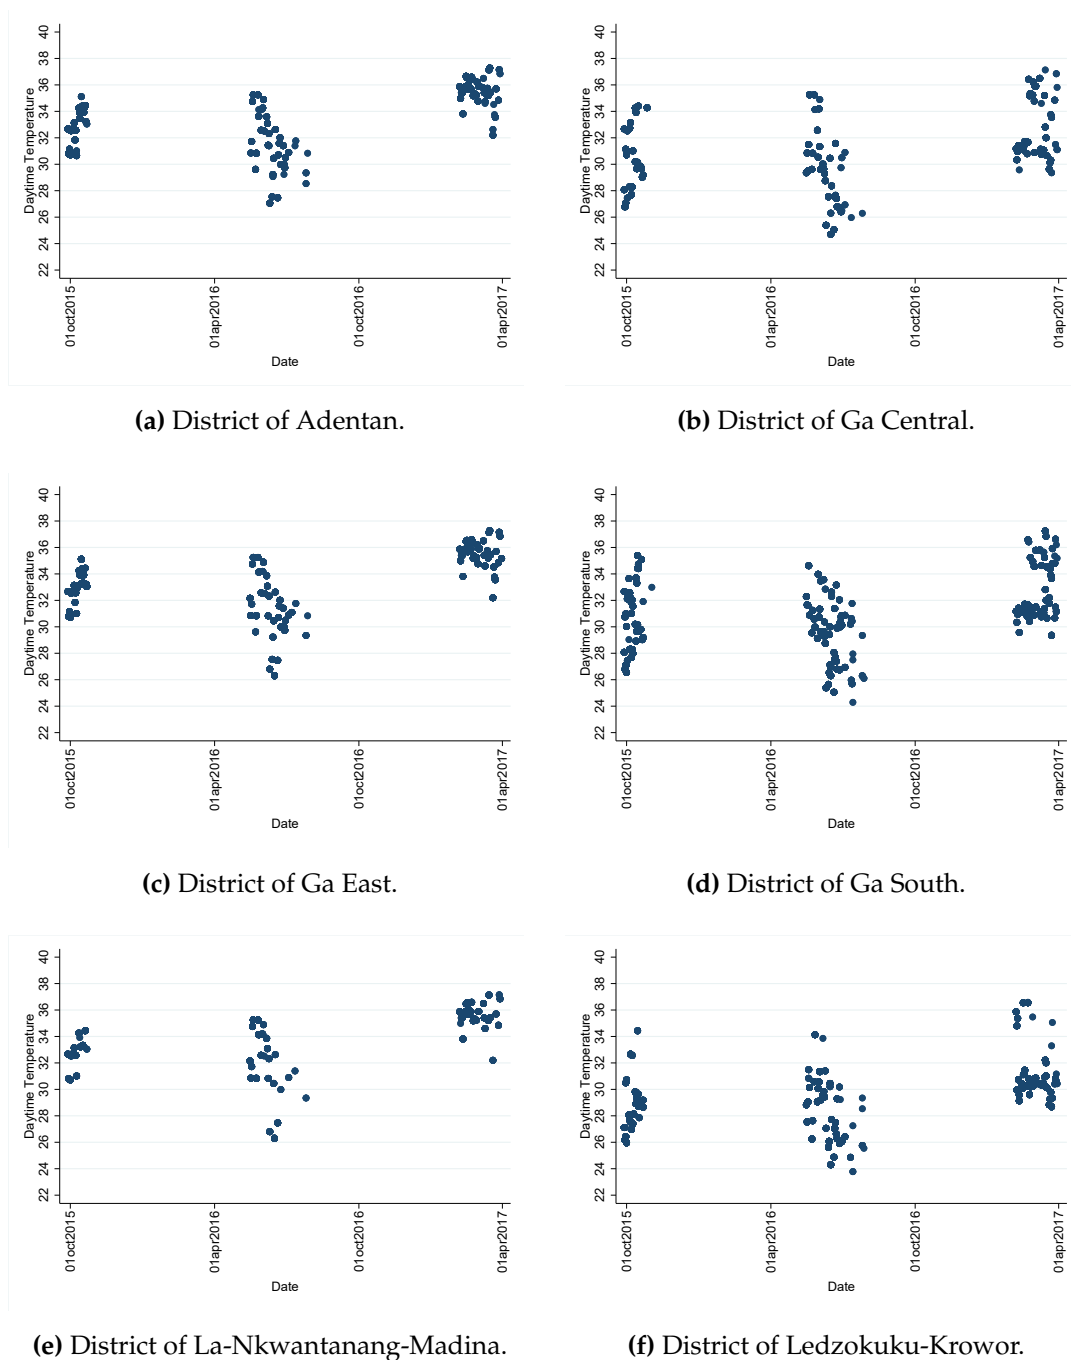 40
38
36
34
32
30
28
26
24
22
Daytime Temperature
01oct2015
01apr2016
01oct2016
01apr2017
Date
(a) District of Adentan.
40
38
36
34
32
30
28
26
24
22
Daytime Temperature
01oct2015
01apr2016
01oct2016
01apr2017
Date
(b) District of Ga Central.
40
38
36
34
32
30
28
26
24
22
Daytime Temperature
01oct2015
01apr2016
01oct2016
01apr2017
Date
(c) District of Ga East.
40
38
36
34
32
30
28
26
24
22
Daytime Temperature
01oct2015
01apr2016
01oct2016
01apr2017
Date
(d) District of Ga South.
40
38
36
34
32
30
28
26
24
22
Daytime Temperature
01oct2015
01apr2016
01oct2016
01apr2017
Date
(e) District of La-Nkwantanang-Madina.
40
38
36
34
32
30
28
26
24
22
Daytime Temperature
01oct2015
01apr2016
01oct2016
01apr2017
Date
(f) District of Ledzokuku-Krowor.